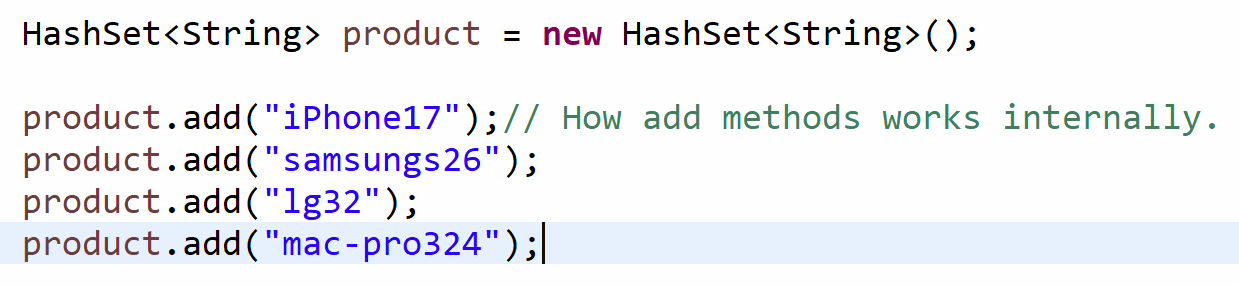 HashSet<String> product = new HashSet<String>();
product.add("iPhone17");// How add methods works internally.
product.add("samsungs26");
product.add("lg32");
product.add("mac-pro324");